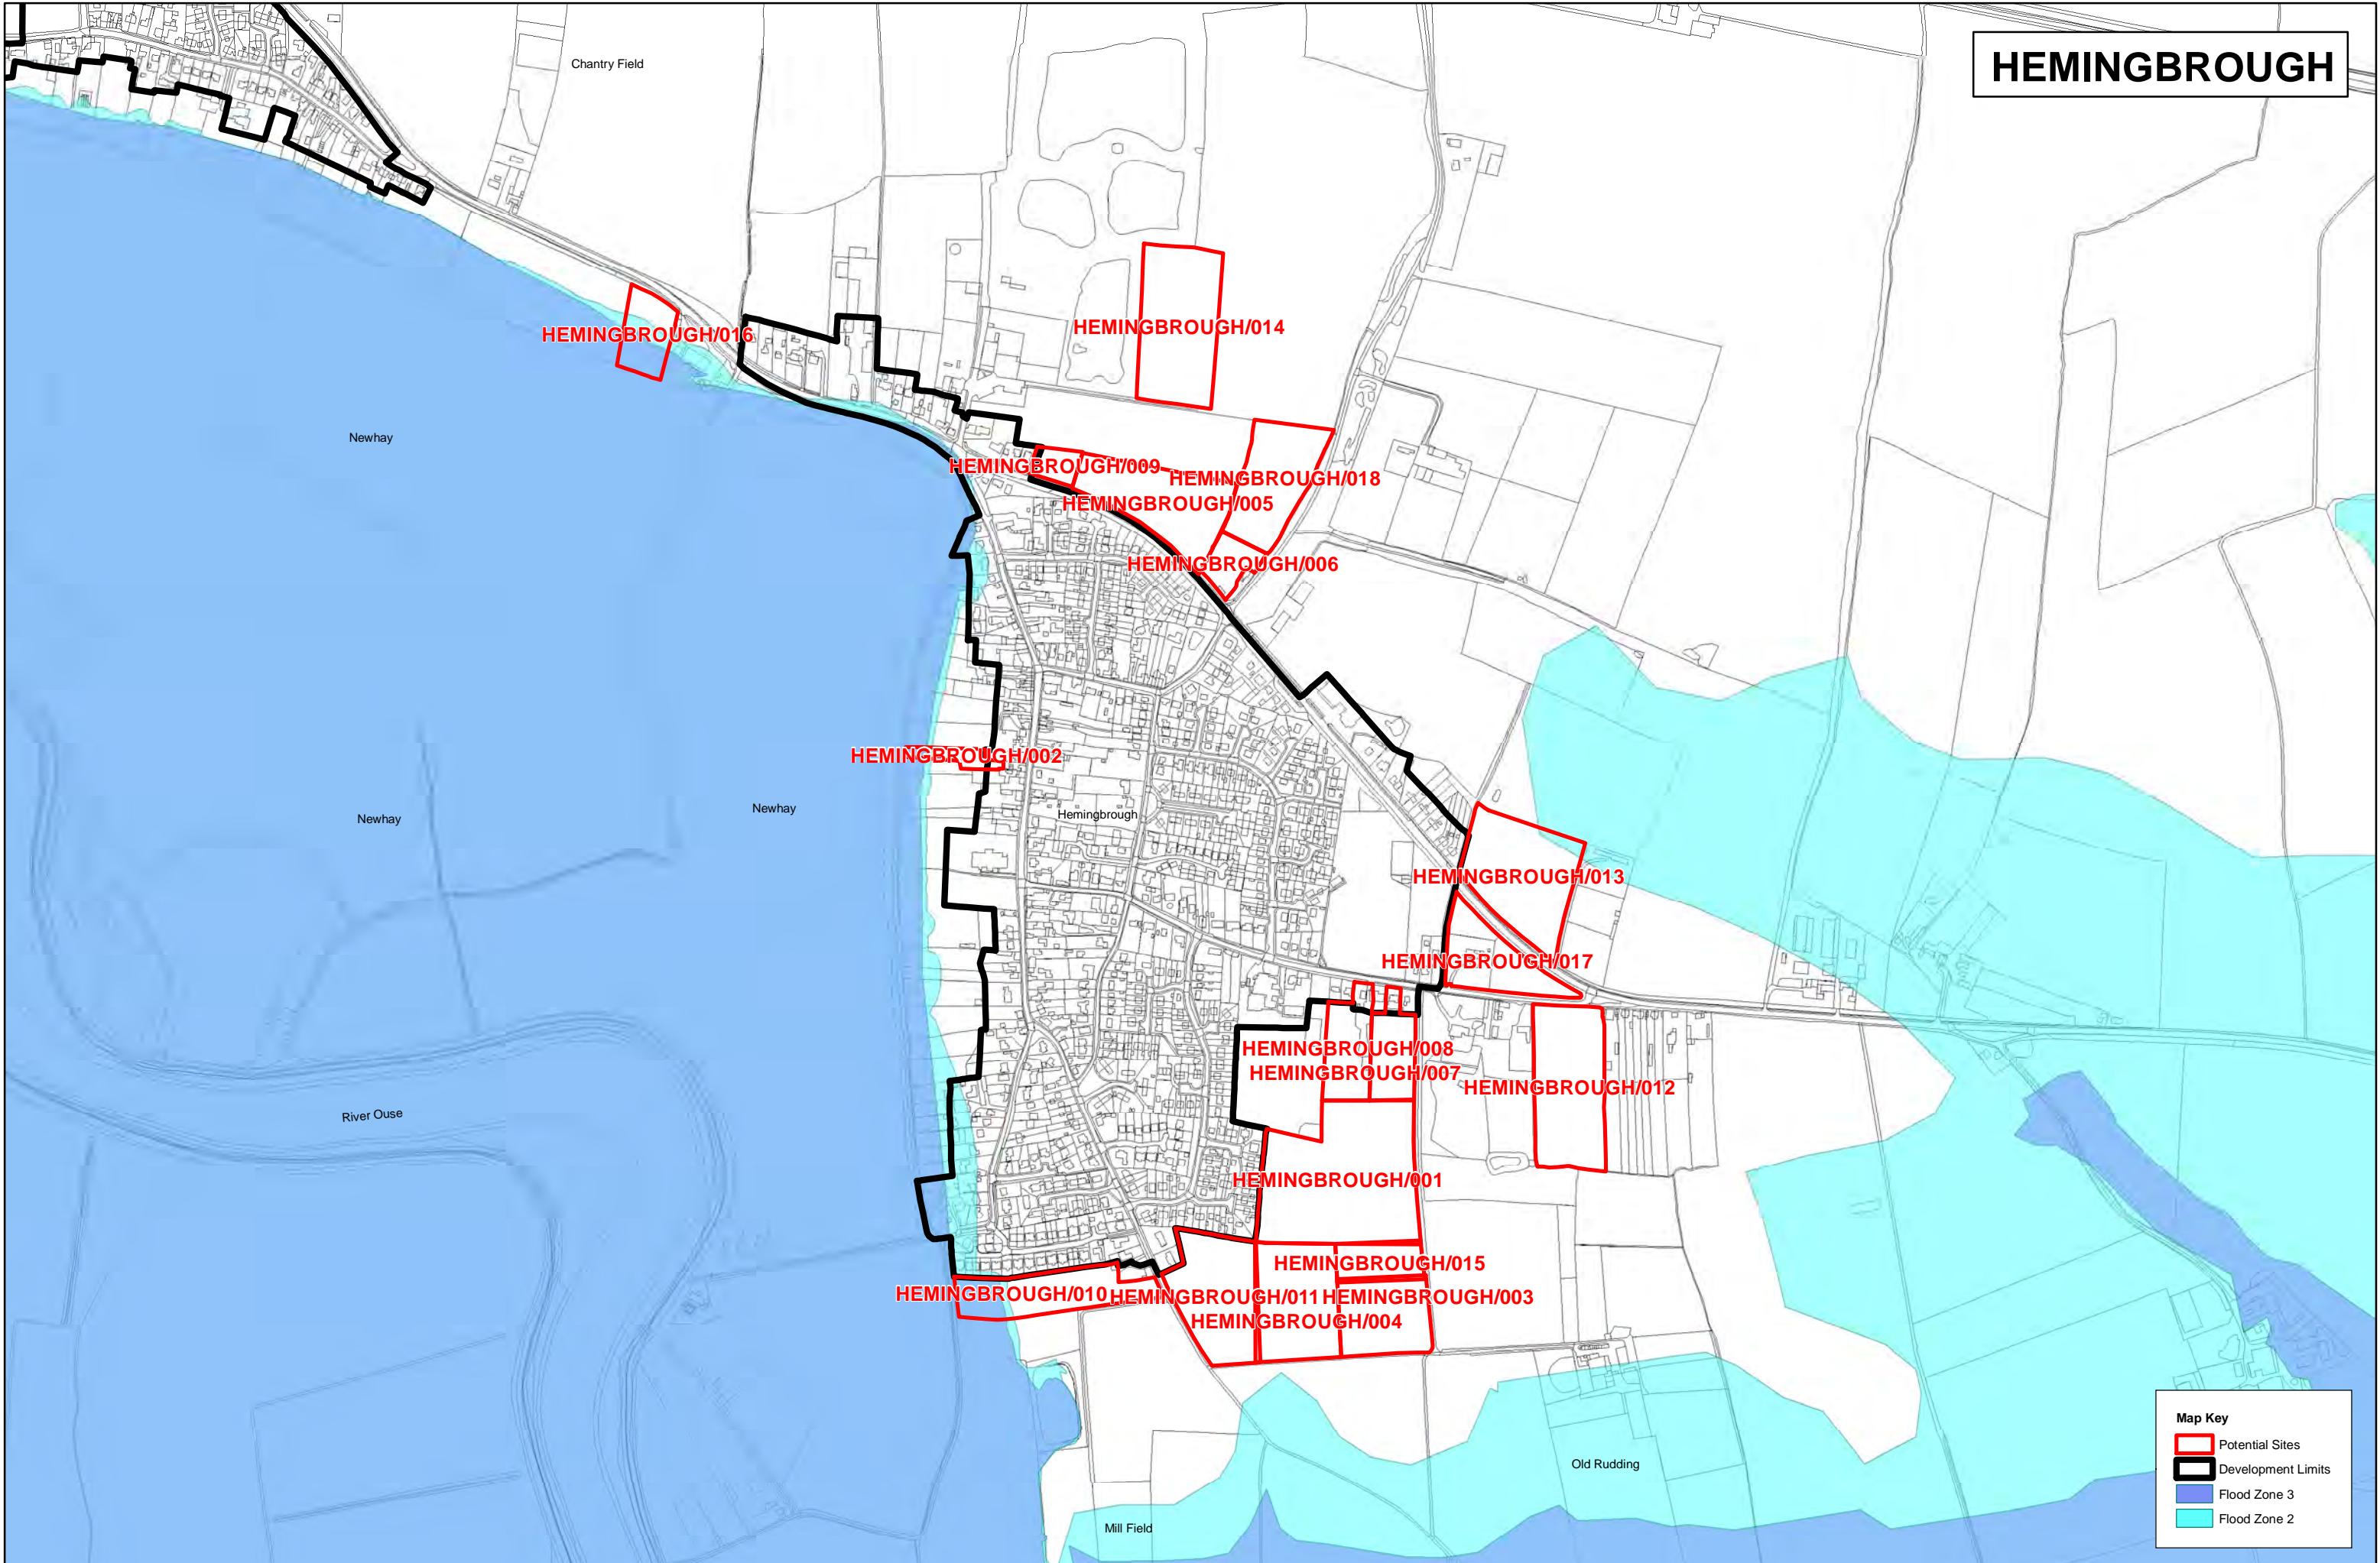 HEMINGBROUGH
Chantry Field
HEMINGBROUGH/014
HEMINGBROUGH/016
Newhay
HEMINGBROUGH/009
HEMINGBROUGH/018
HEMINGBROUGH/005
HEMINGBROUGH/006
HEMINGBROUGH/002
Newhay
Newhay
Hemingbrough
HEMINGBROUGH/013
HEMINGBROUGH/017
HEMINGBROUGH/008
HEMINGBROUGH/007
HEMINGBROUGH/012
River Ouse
HEMINGBROUGH/001
HEMINGBROUGH/015
HEMINGBROUGH/010
HEMINGBROUGH/011
HEMINGBROUGH/003
HEMINGBROUGH/004
Old Rudding
Mill Field
Map Key
Potential Sites
Development Limits
Flood Zone 3
Flood Zone 2